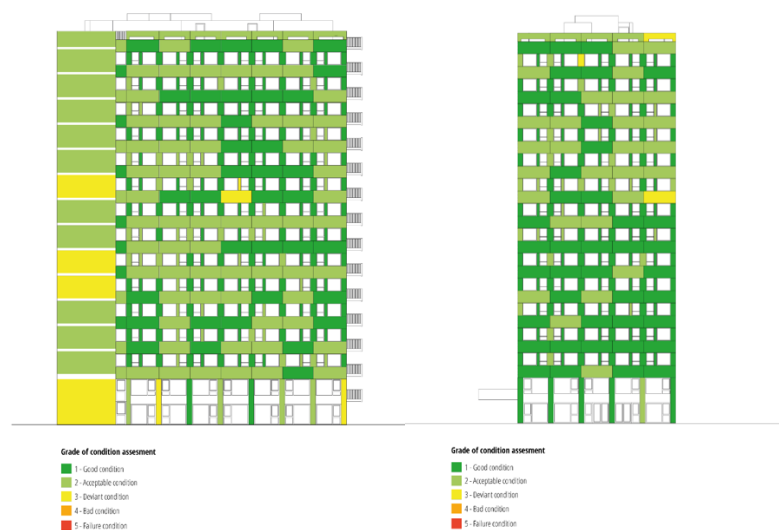 Grade of condition assesment
1 - Good condition
2 - Acceptable condition
3 - Deviant condition
4 - Bad condition
5 - Failure condition
Grade of condition assesment
1 - Good condition
2 - Acceptable condition
3 - Deviant condition
4 - Bad condition
5 - Failure condition